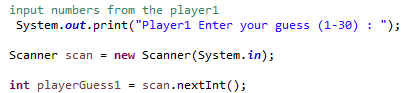 input numbers from the player1
System.out.print("Player1 Enter your guess (1-30) : ");
Scanner scan = new Scanner(System.in);
int playerGuess1 = scan.nextInt();